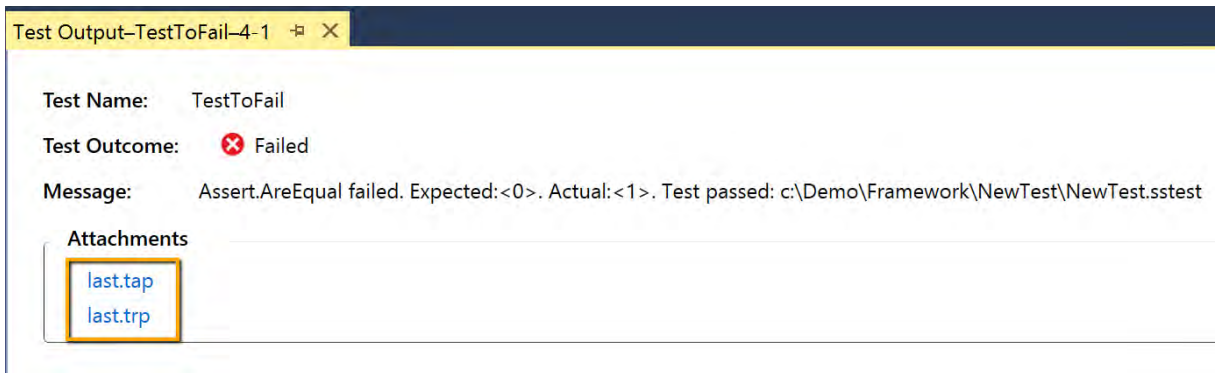 Test Output–TestToFail–4-1
Test Name: TestToFail
Test Outcome: Failed
Message: Assert.AreEqual failed. Expected:<0>. Actual:<1>. Test passed: c:\Demo\Framework\NewTest\NewTest.sstest
Attachments
last.tap
last.trp